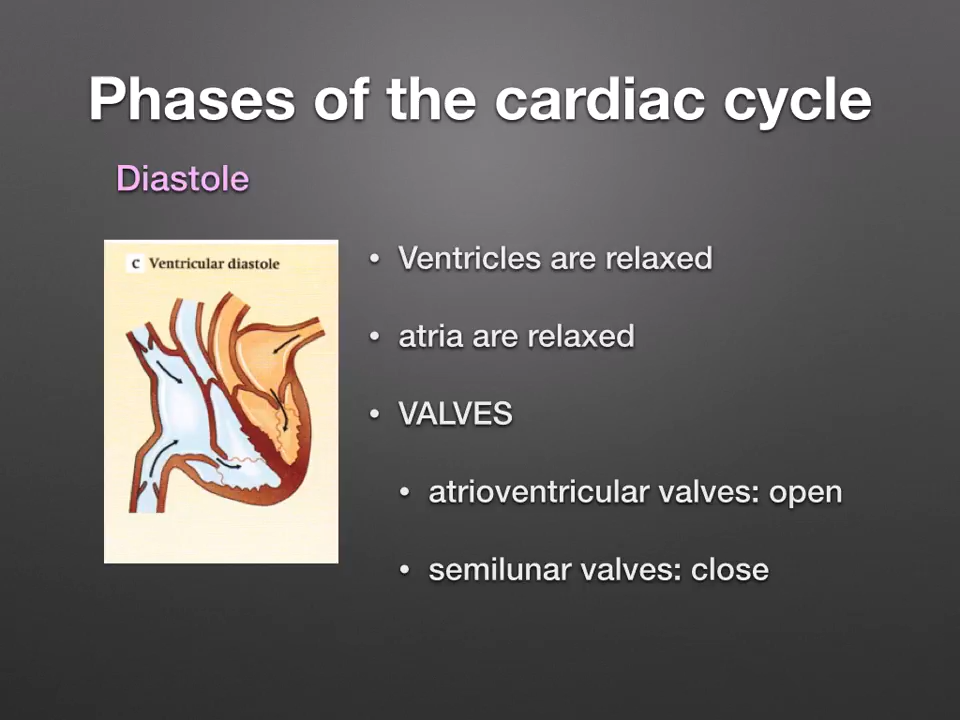 Phases of the cardiac cycle
Diastole
C Ventricular diastole
• Ventricles are relaxed
• atria are relaxed
• VALVES
• atrioventricular valves: open
• semilunar valves: close